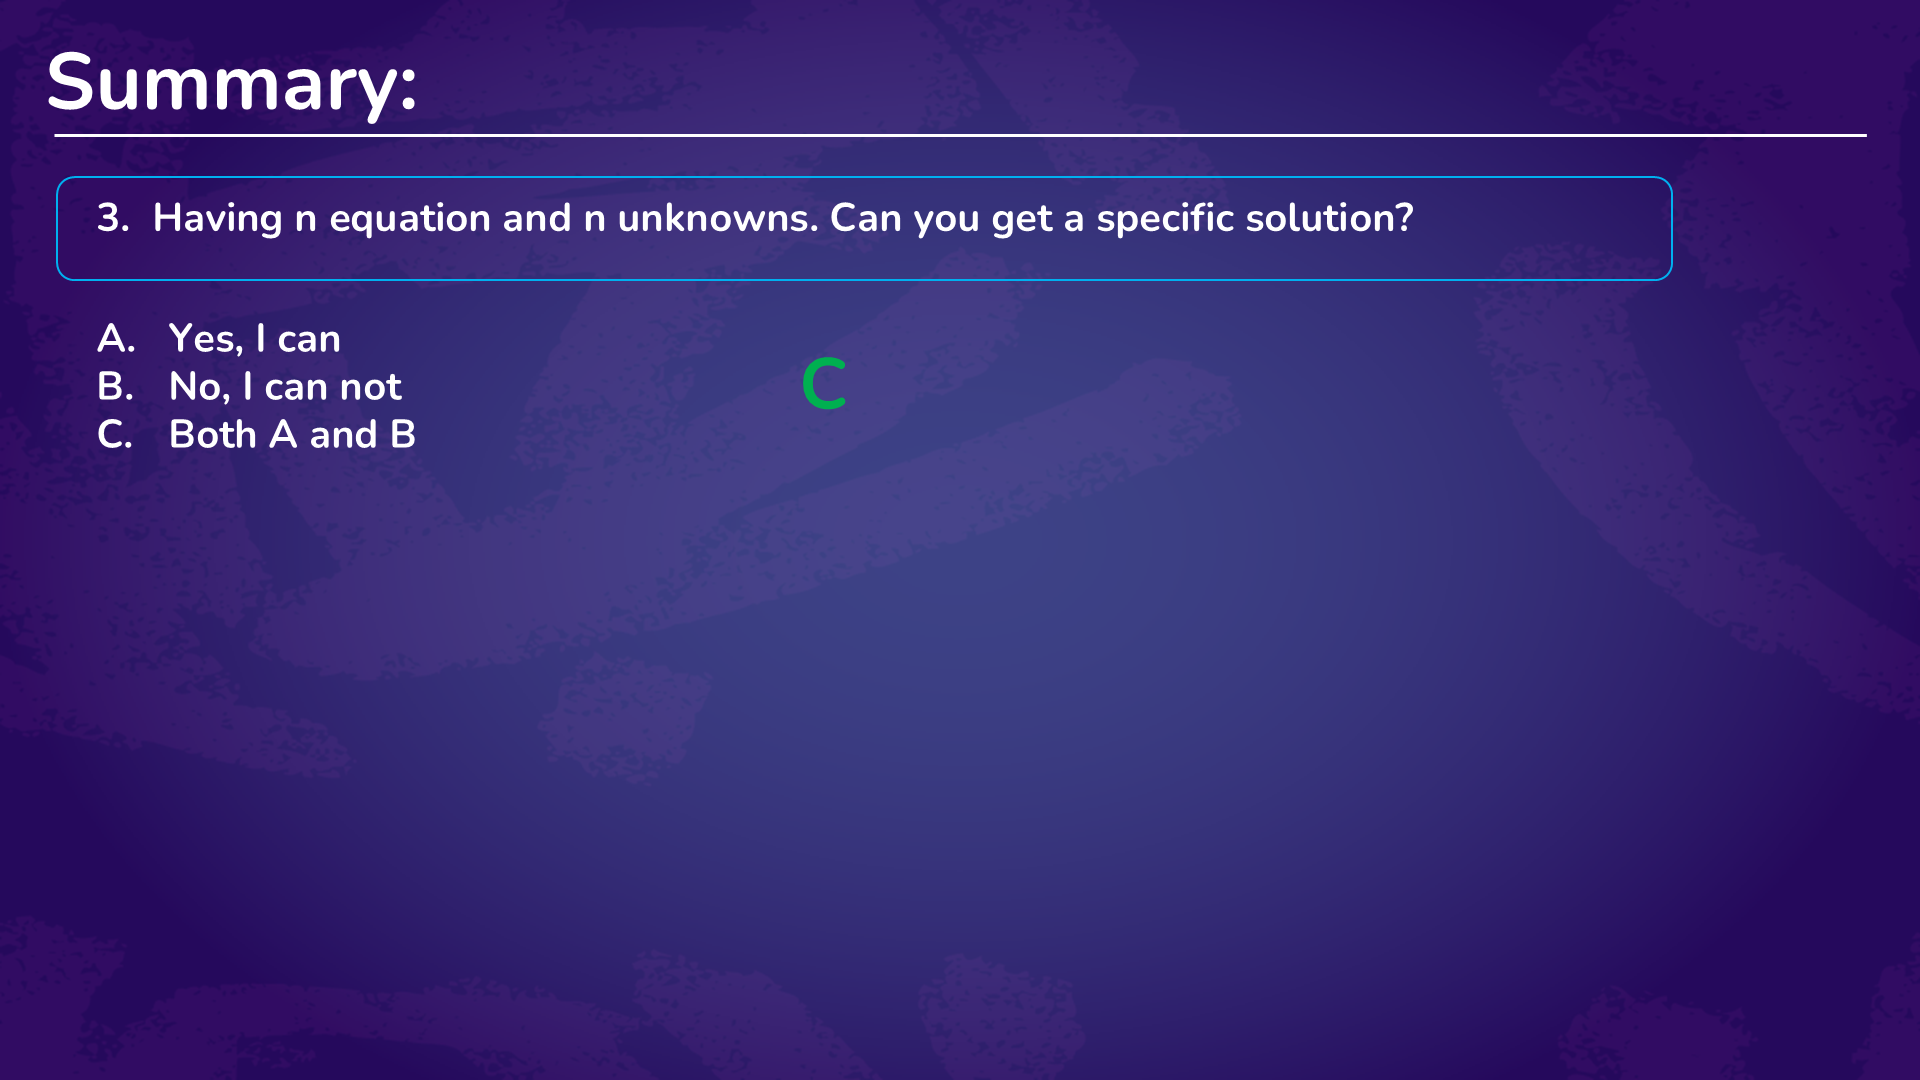 Summary:
3. Having n equation and n unknowns. Can you get a specific solution?
A. Yes, I can
B. No, I can not
C. Both A and B
C